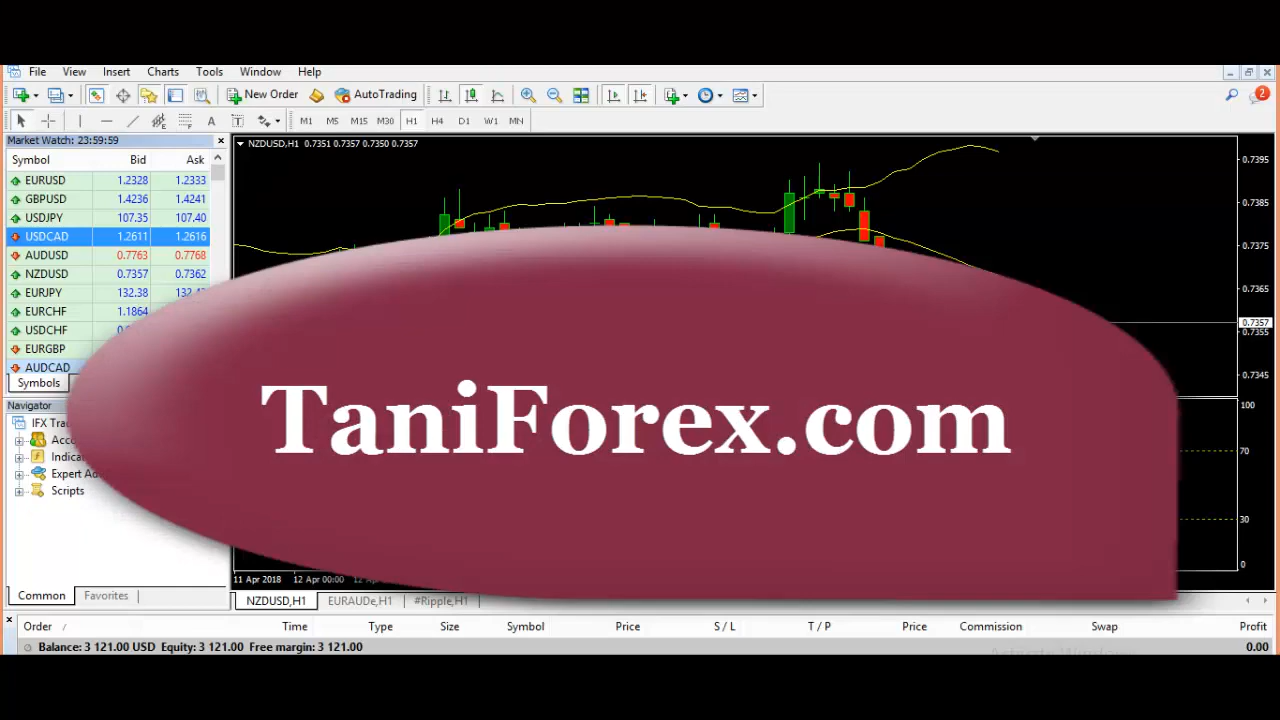 File View Insert Charts Tools Window Help
New Order AutoTrading 2
A T M1 M5 M15 M30 H1 H4 D1 W1 MN
Market Watch: 23:59:59
Symbol Bid Ask
EURUSD 1.2328 1.2333
GBPUSD 1.4236 1.4241
USDJPY 107.35 107.40
USDCAD 1.2611 1.2616
AUDUSD 0.7763 0.7768
NZDUSD 0.7357 0.7362
EURJPY 132.38
EURCHF 1.1864
USDCHF
EURGBP
AUDCAD
Symbols
Navigator
IFX
Scripts
Common Favorites
NZDUSD,H1 0.7351 0.7357 0.7350 0.7357
0.7395
0.7385
0.7375
0.7365
0.7357
0.7355
0.7345
100
70
30
0
TaniForex.com
11 Apr 2018 12 Apr 00:00
NZDUSD,H1 EURAUDe,H1 #Ripple,H1
Order / Time Type Size Symbol Price S / L T / P Price Commission Swap Profit
Balance: 3 121.00 USD Equity: 3 121.00 Free margin: 3 121.00 0.00